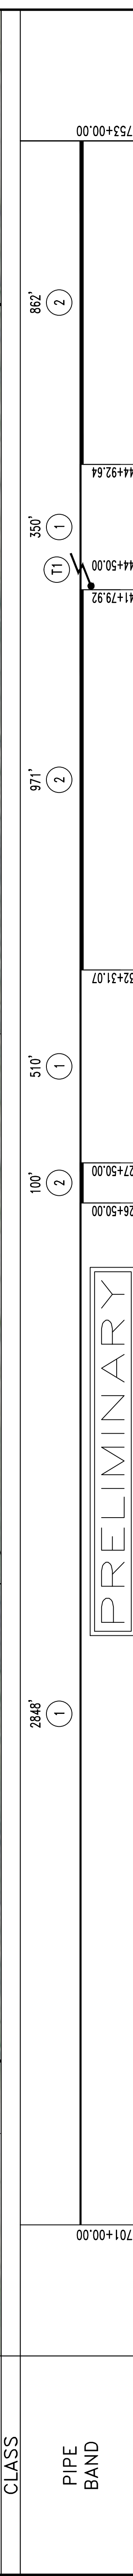 CLASS
PIPE
BAND
2848' 100' 510' 971' 350' 862'
1 2 1 2 T1 1 2
PRELIMINARY
701+00.00
26+50.00
27+50.00
32+31.07
41+79.92
44+50.00
44+92.64
753+00.00